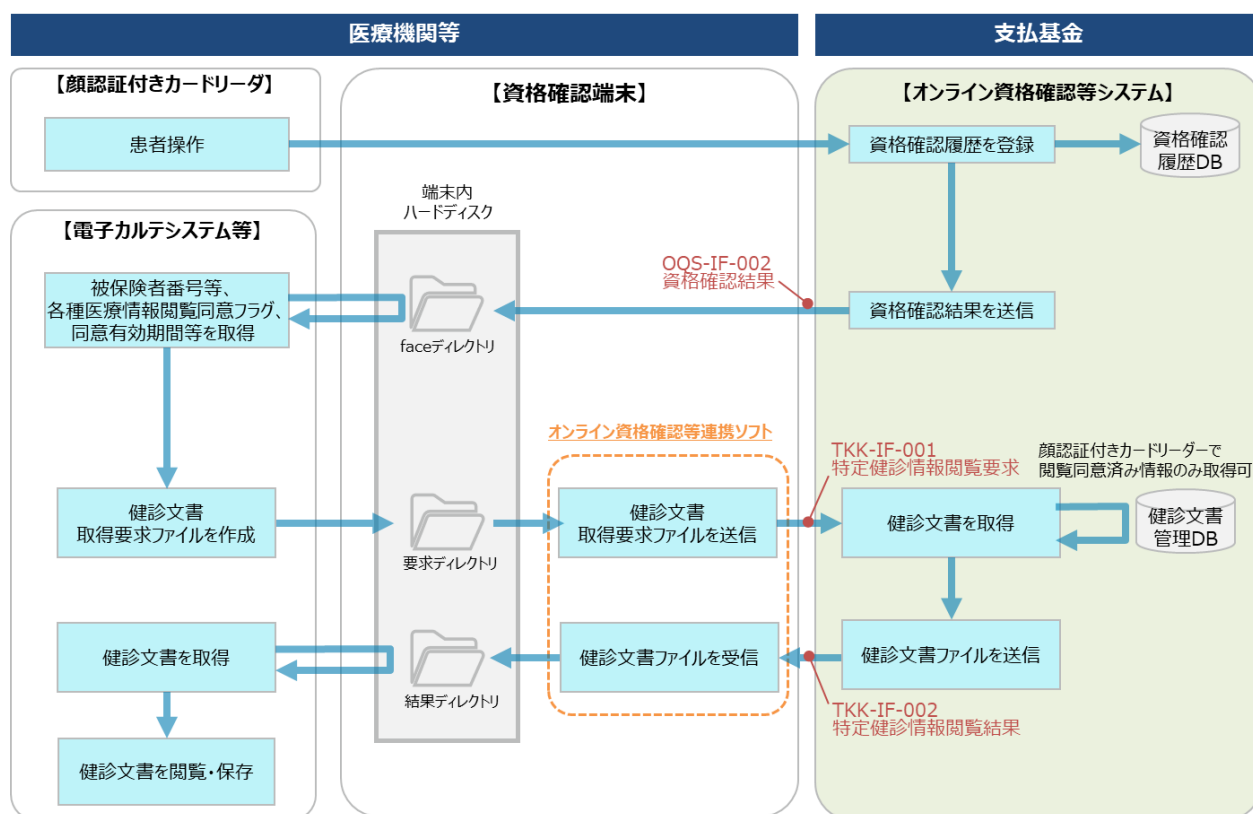 医療機関等
支払基金
【顔認証付きカードリーダ】
患者操作
【資格確認端末】
【オンライン資格確認等システム】
資格確認履歴を登録
資格確認
履歴DB
端末内
ハードディスク
【電子カルテシステム等】
被保険者番号等、
各種医療情報閲覧同意フラグ、
同意有効期間等を取得
faceディレクトリ
OQS-IF-002
資格確認結果
資格確認結果を送信
オンライン資格確認等連携ソフト
TKK-IF-001
特定健診情報閲覧要求
顔認証付きカードリーダーで
閲覧同意済み情報のみ取得可
健診文書
取得要求ファイルを作成
要求ディレクトリ
健診文書
取得要求ファイルを送信
健診文書を取得
健診文書
管理DB
健診文書を取得
結果ディレクトリ
健診文書ファイルを受信
健診文書ファイルを送信
TKK-IF-002
特定健診情報閲覧結果
健診文書を閲覧・保存